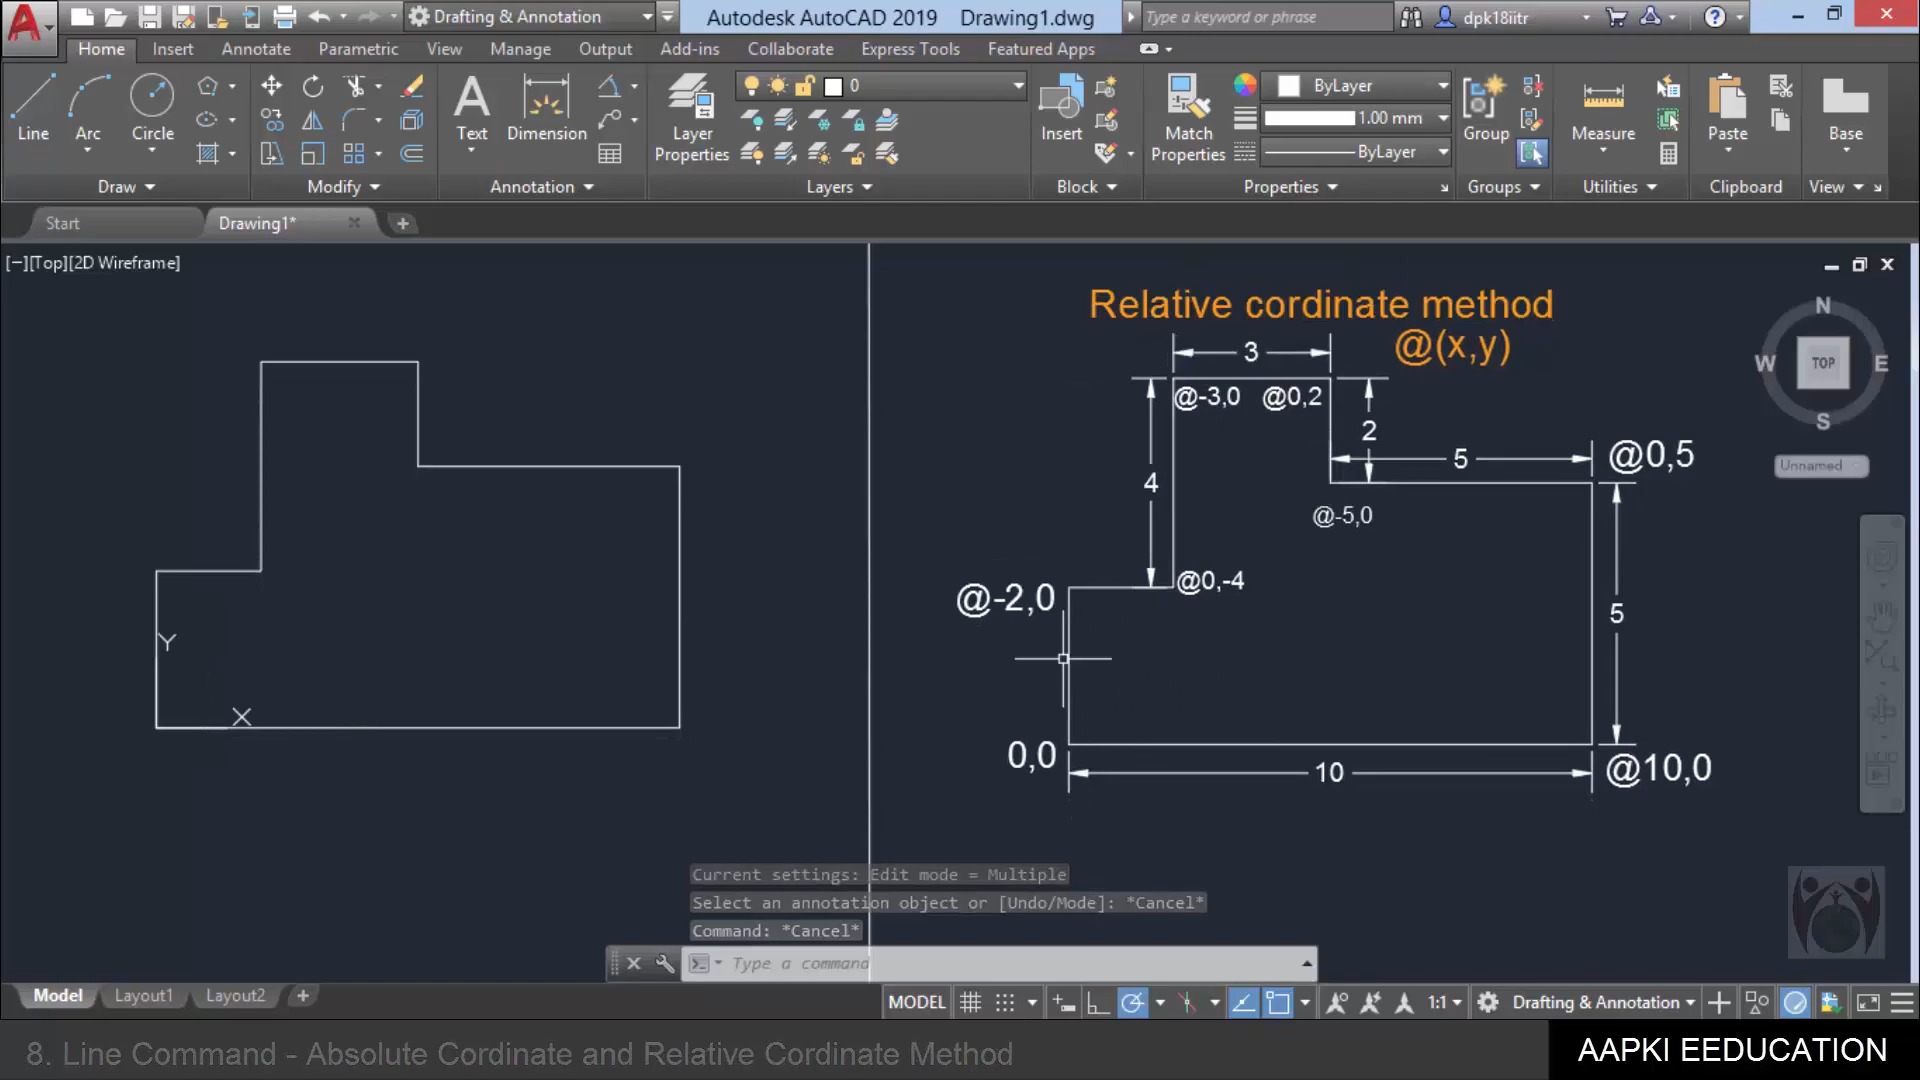 Drafting & Annotation
Autodesk AutoCAD 2019 Drawing1.dwg
Type a keyword or phrase
dpk18iitr
Home Insert Annotate Parametric View Manage Output Add-ins Collaborate Express Tools Featured Apps
Line Arc Circle
Text Dimension
Layer Properties
0
Insert
Match Properties
ByLayer
1.00 mm
ByLayer
Group
Measure
Paste
Base
Draw Modify Annotation Layers Block Properties Groups Utilities Clipboard View
Start Drawing1*
[−][Top][2D Wireframe]
Relative cordinate method
@(x,y)
3
@-3,0 @0,2
2
5
@0,5
4
@-5,0
@0,-4
@-2,0
5
0,0
10
@10,0
Y
X
N
W TOP E
S
Unnamed
Current settings: Edit mode = Multiple
Select an annotation object or [Undo/Mode]: *Cancel*
Command: *Cancel*
Type a command
Model Layout1 Layout2
MODEL
1:1
Drafting & Annotation
8. Line Command - Absolute Cordinate and Relative Cordinate Method
AAPKI EEDUCATION